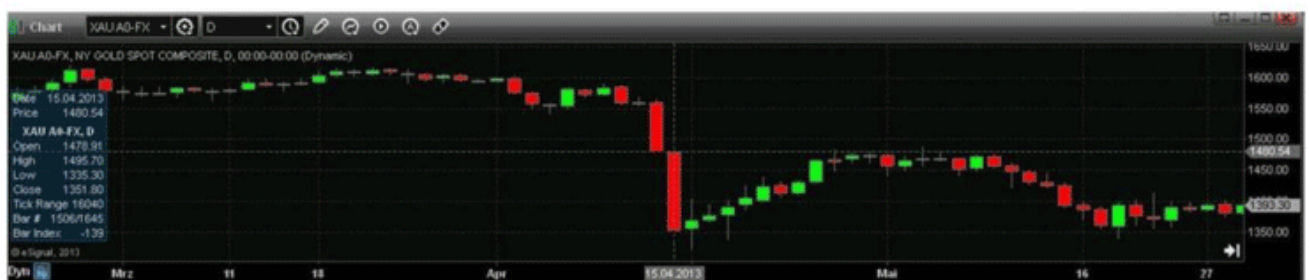 Chart XAU A0-FX D
XAU A0-FX, NY GOLD SPOT COMPOSITE, D, 00:00-00:00 (Dynamic)
Date 15.04.2013
Price 1480.54
XAU A0-FX, D
Open 1478.91
High 1495.70
Low 1335.30
Close 1351.80
Tick Range 16040
Bar # 1506/1645
Bar Index -139
© eSignal, 2013
1650.00
1600.00
1550.00
1500.00
1480.54
1450.00
1393.30
1350.00
Dyn Mrz 11 18 Apr 15.04.2013 Mai 16 27